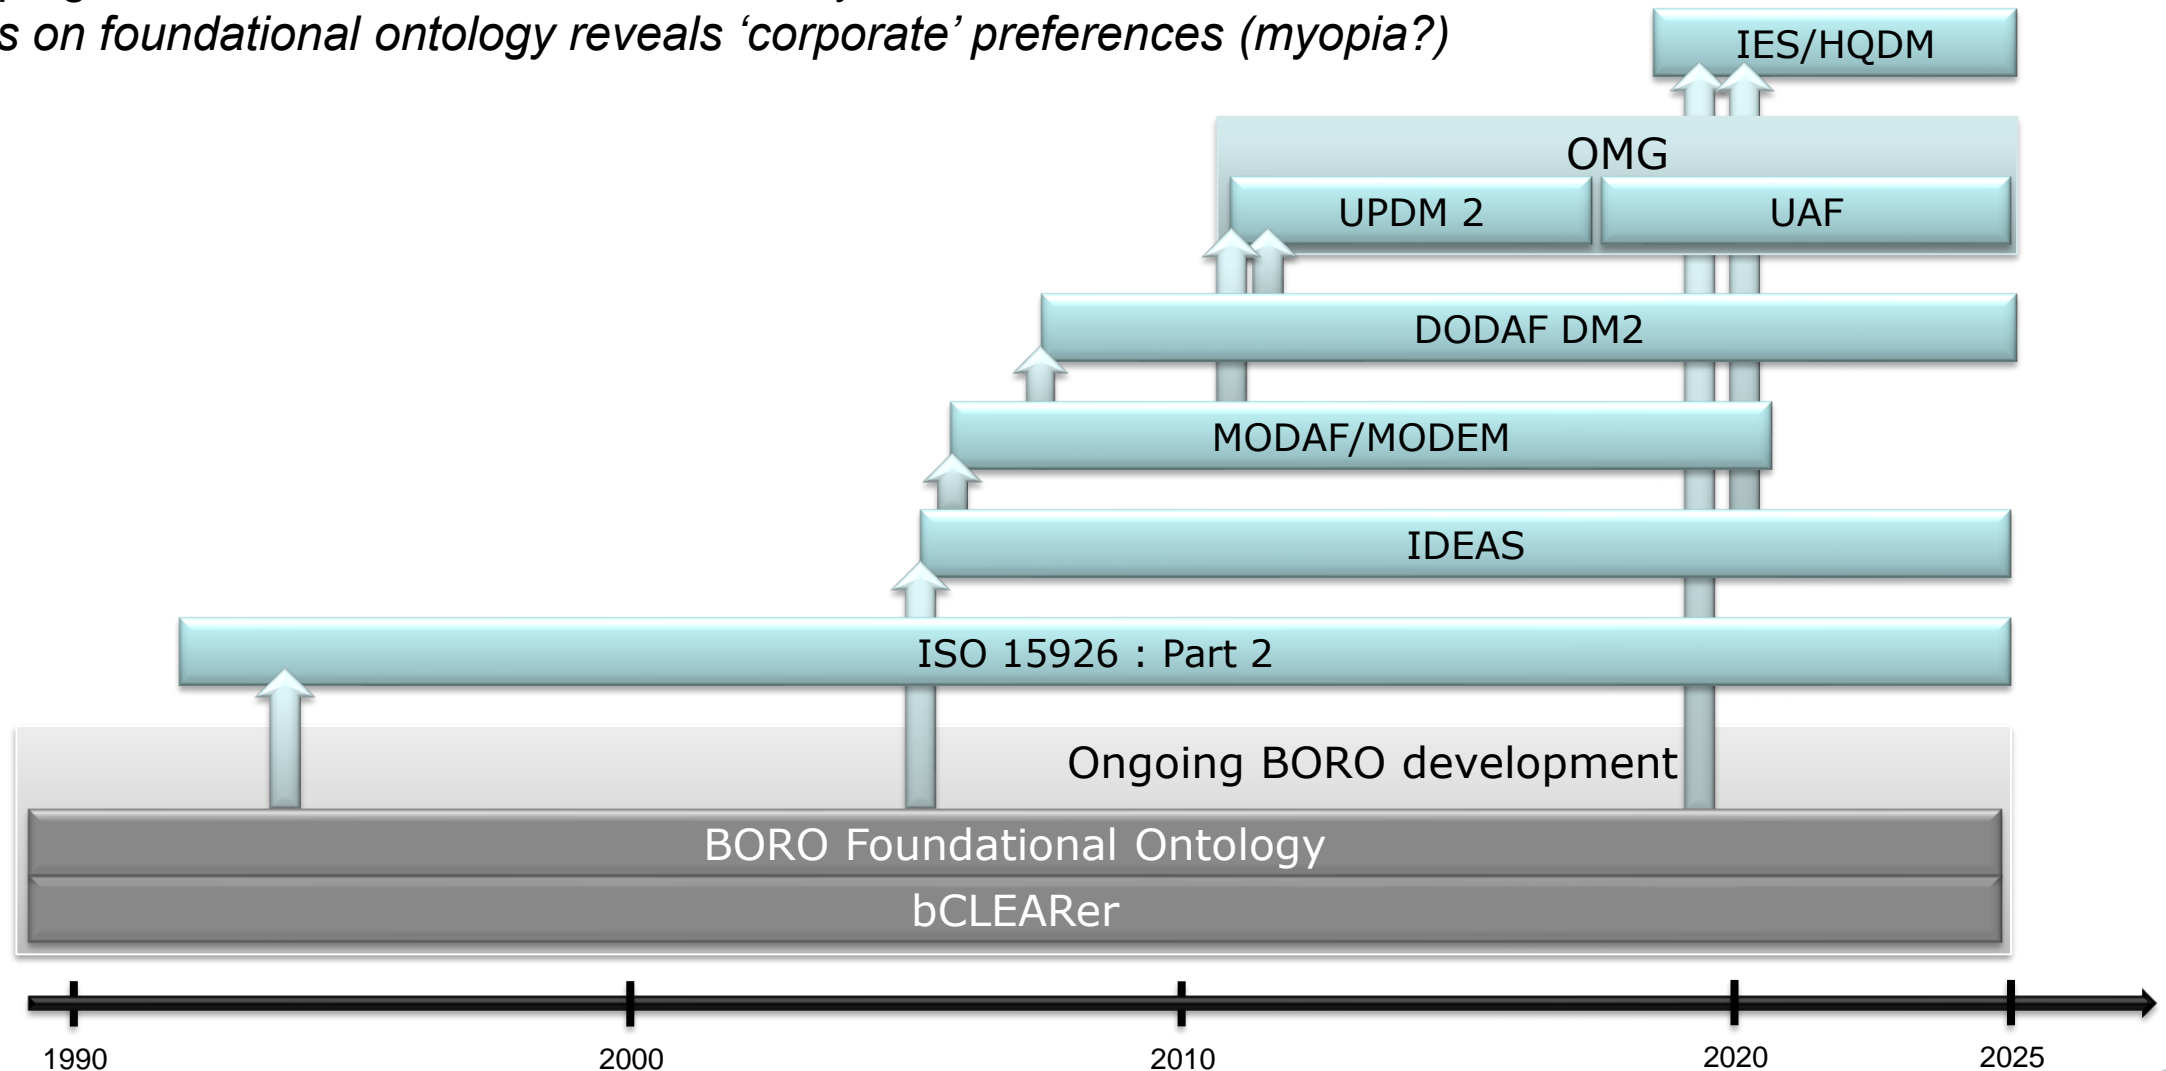 s on foundational ontology reveals ‘corporate’ preferences (myopia?)
IES/HQDM
OMG
UPDM 2
UAF
DODAF DM2
MODAF/MODEM
IDEAS
ISO 15926 : Part 2
Ongoing BORO development
BORO Foundational Ontology
bCLEARer
1990
2000
2010
2020
2025